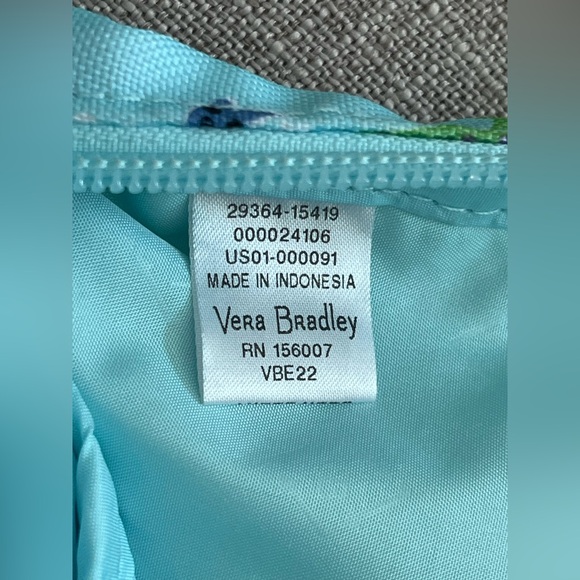 29364-15419
000024106
US01-000091
MADE IN INDONESIA
Vera Bradley
RN 156007
VBE22